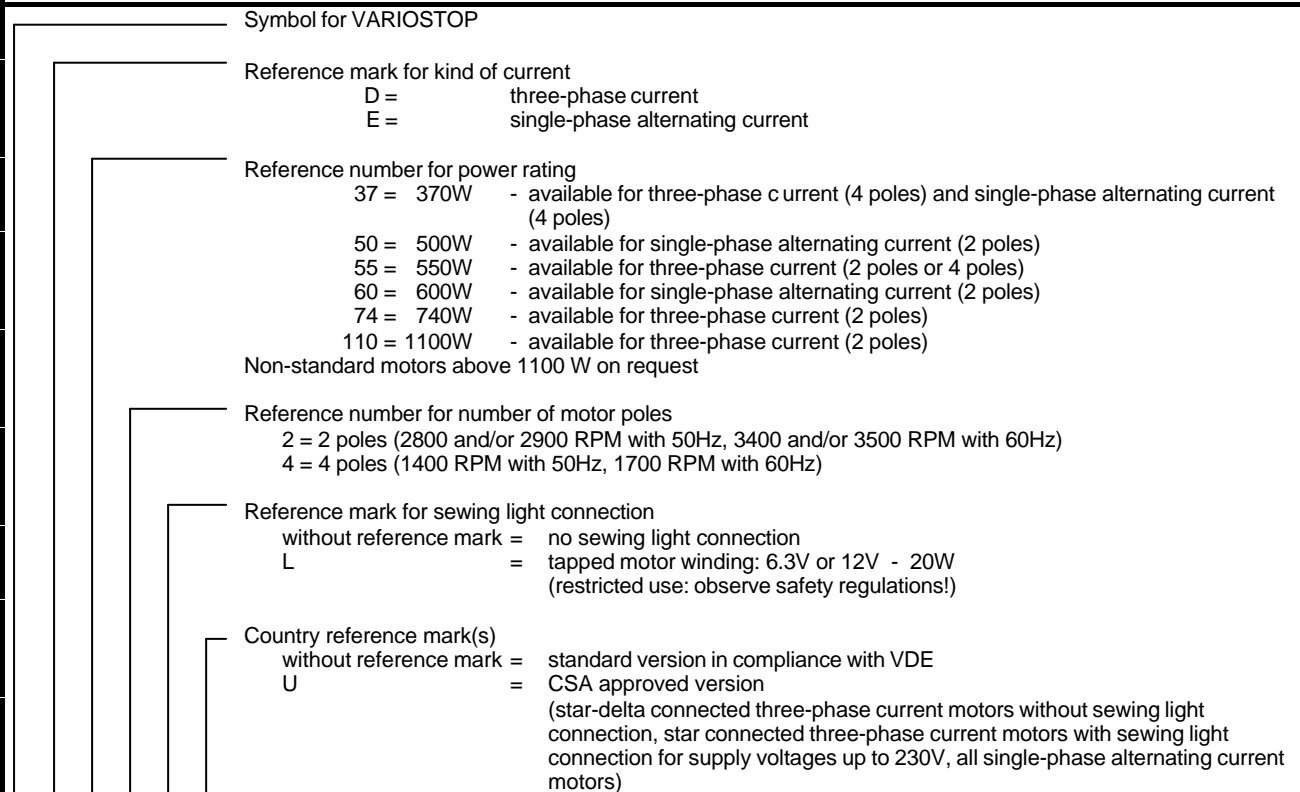 Symbol for VARIOSTOP
Reference mark for kind of current
D = three-phase current
E = single-phase alternating current
Reference number for power rating
37 = 370W - available for three-phase c urrent (4 poles) and single-phase alternating current
(4 poles)
50 = 500W - available for single-phase alternating current (2 poles)
55 = 550W - available for three-phase current (2 poles or 4 poles)
60 = 600W - available for single-phase alternating current (2 poles)
74 = 740W - available for three-phase current (2 poles)
110 = 1100W - available for three-phase current (2 poles)
Non-standard motors above 1100 W on request
Reference number for number of motor poles
2 = 2 poles (2800 and/or 2900 RPM with 50Hz, 3400 and/or 3500 RPM with 60Hz)
4 = 4 poles (1400 RPM with 50Hz, 1700 RPM with 60Hz)
Reference mark for sewing light connection
without reference mark = no sewing light connection
L = tapped motor winding: 6.3V or 12V - 20W
(restricted use: observe safety regulations!)
Country reference mark(s)
without reference mark = standard version in compliance with VDE
U = CSA approved version
(star-delta connected three-phase current motors without sewing light
connection, star connected three-phase current motors with sewing light
connection for supply voltages up to 230V, all single-phase alternating current
motors)